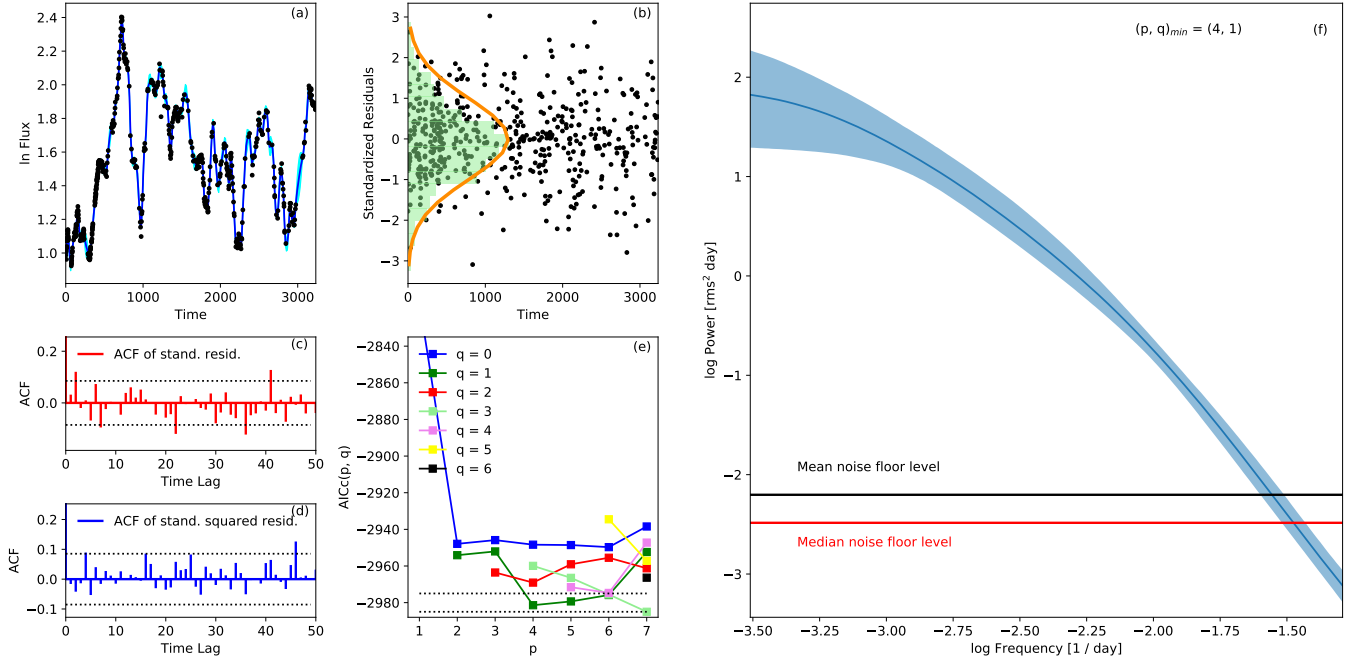 (a)
2.4
2.2
2.0
1.8
1.6
1.4
1.2
1.0
ln Flux
0
1000
2000
3000
Time
(b)
3
2
1
0
−1
−2
−3
Standardized Residuals
0
1000
2000
3000
Time
(c)
ACF of stand. resid.
0.2
0.0
ACF
0
10
20
30
40
50
Time Lag
(d)
ACF of stand. squared resid.
0.2
0.1
0.0
−0.1
ACF
0
10
20
30
40
50
Time Lag
(e)
q = 0
q = 1
q = 2
q = 3
q = 4
q = 5
q = 6
−2840
−2860
−2880
−2900
−2920
−2940
−2960
−2980
AICc(p, q)
1
2
3
4
5
6
7
p
(p, q)min = (4, 1)
(f)
2
1
0
−1
−2
−3
log Power [rms² day]
Mean noise floor level
Median noise floor level
−3.50
−3.25
−3.00
−2.75
−2.50
−2.25
−2.00
−1.75
−1.50
log Frequency [1 / day]